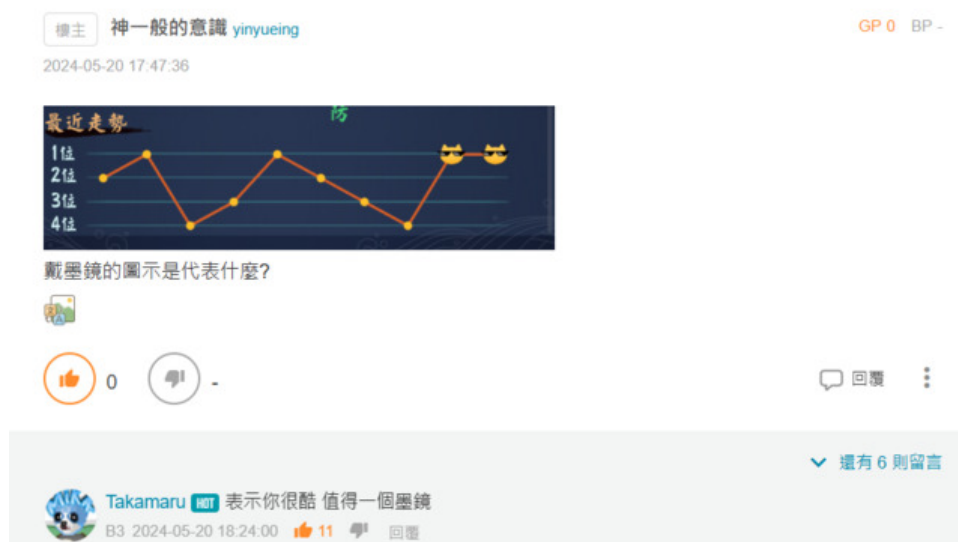 樓主 神一般的意識 yinyueing GP 0 BP -
2024-05-20 17:47:36
防
最近走勢
1位
2位
3位
4位
戴墨鏡的圖示是代表什麼?
0 - 回覆
還有 6 則留言
Takamaru HOT 表示你很酷 值得一個墨鏡
B3 2024-05-20 18:24:00 11 回覆